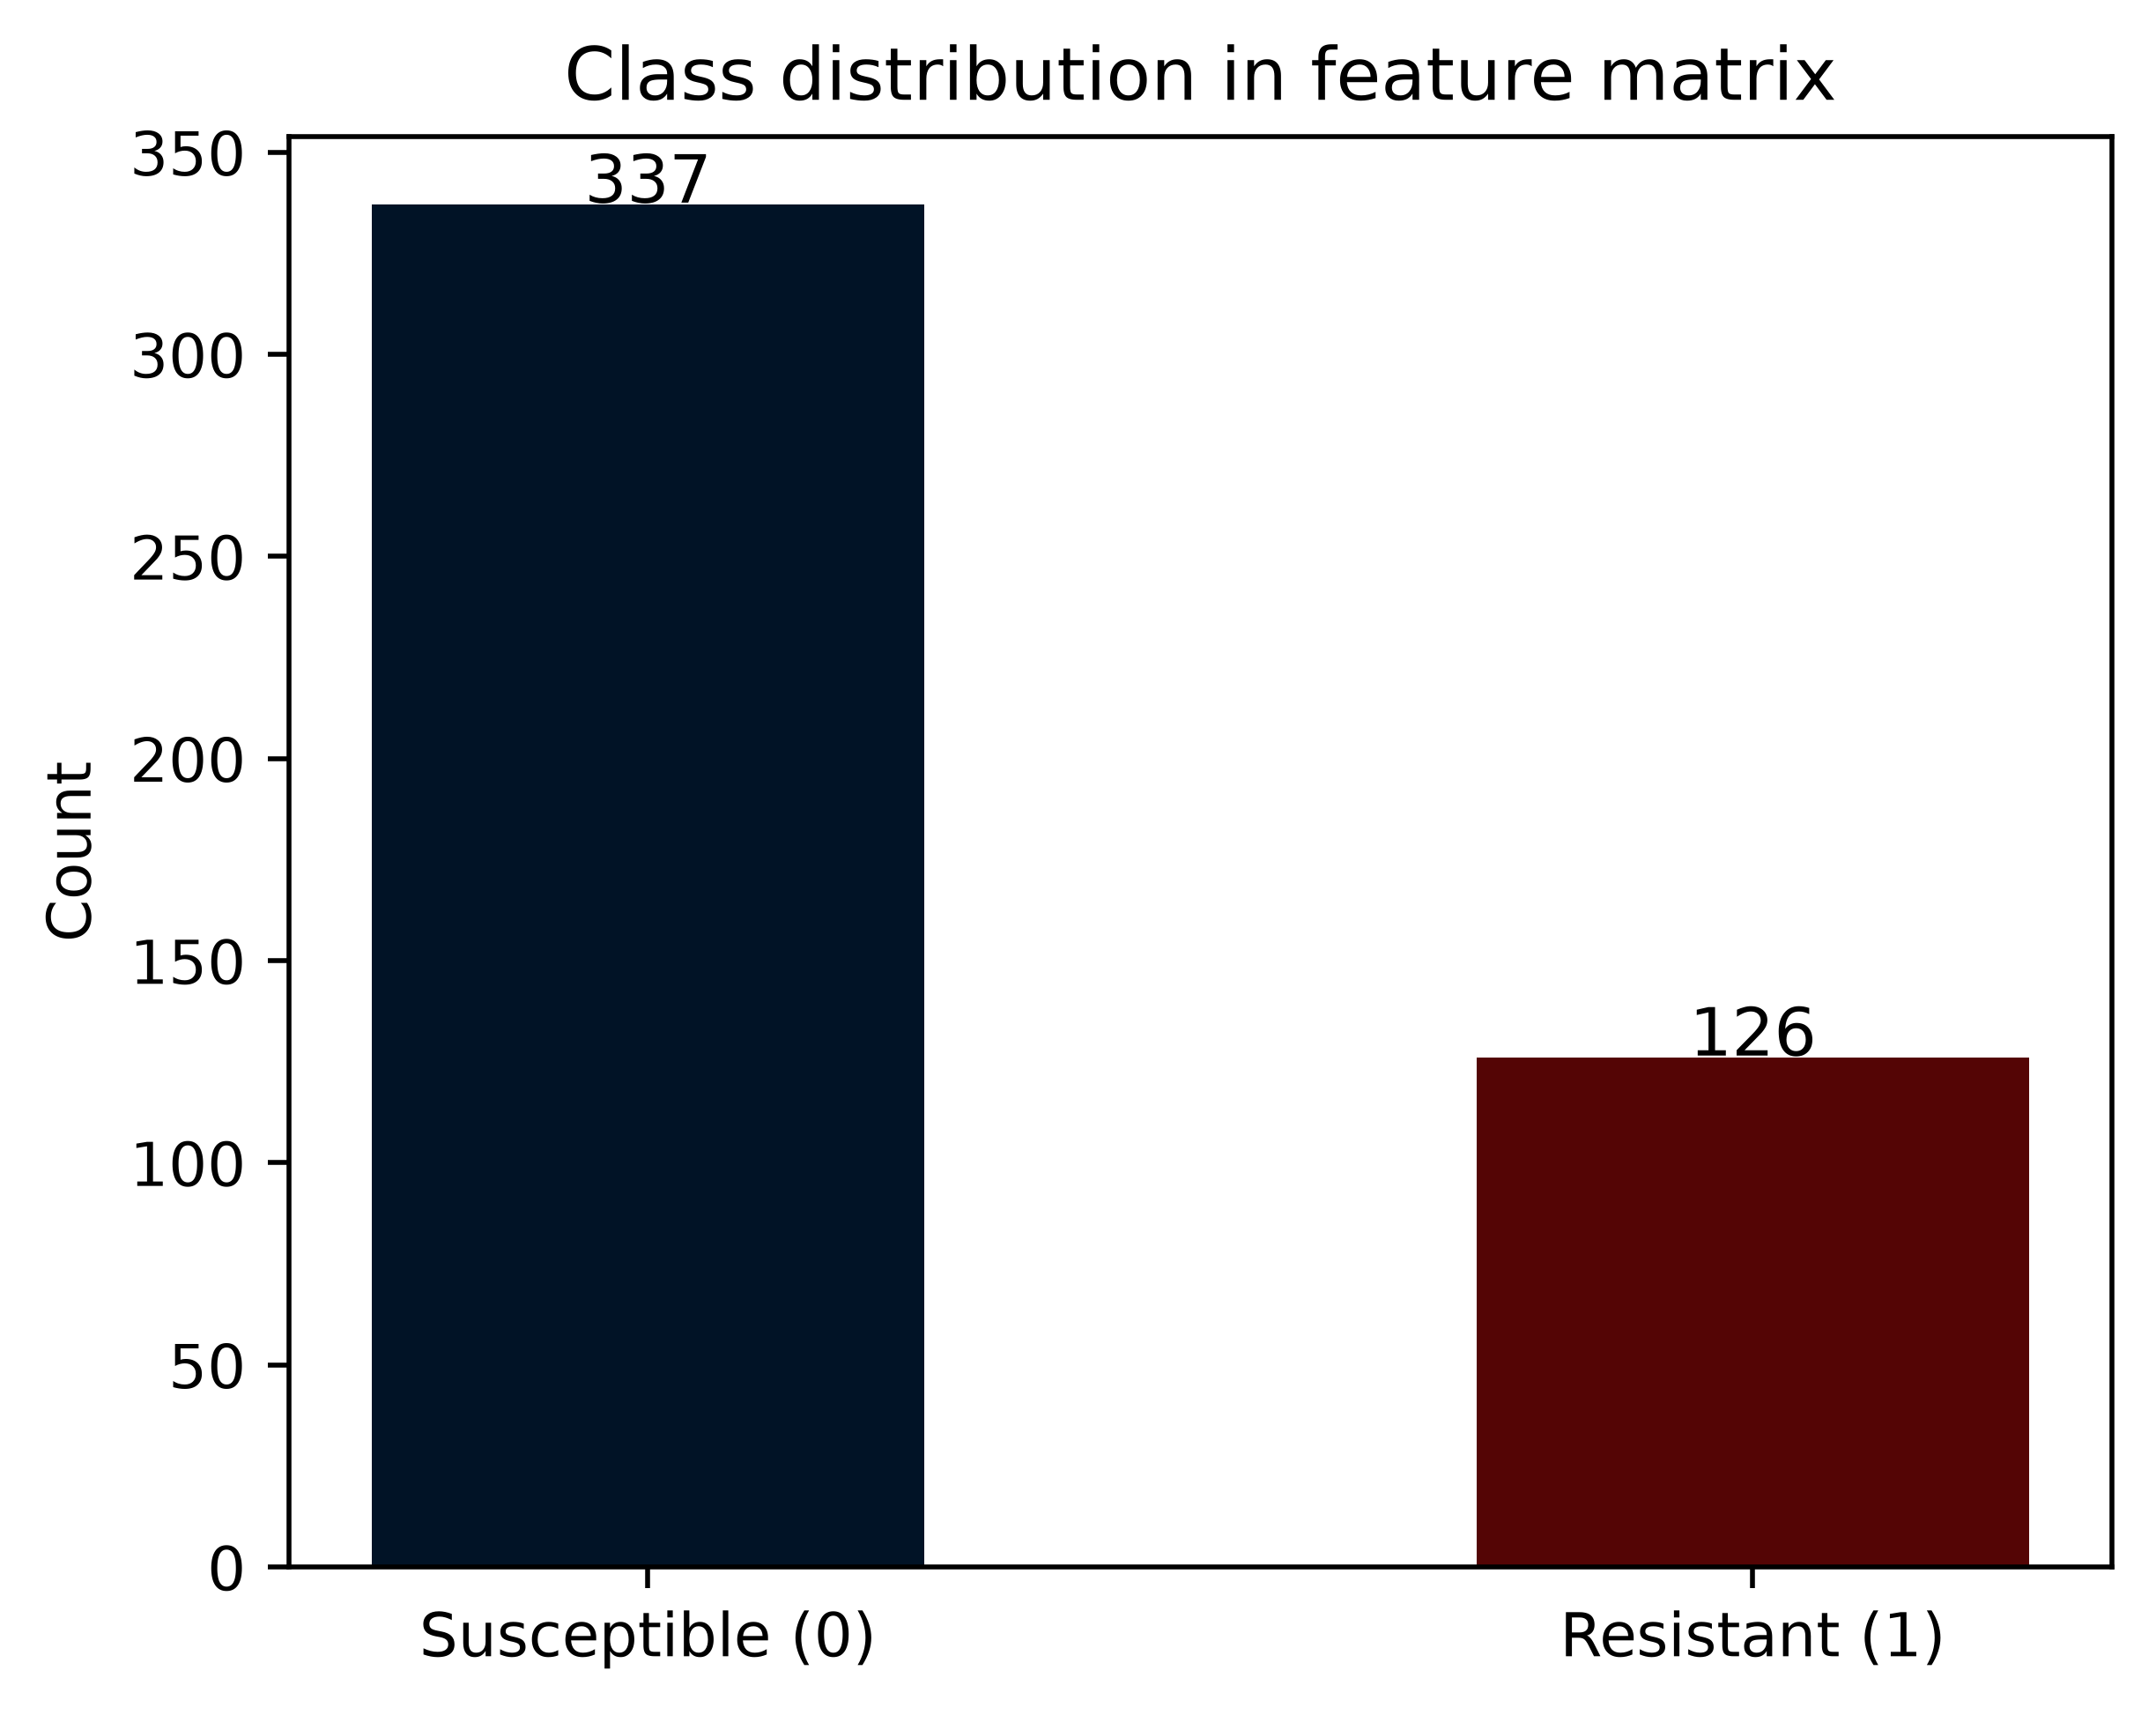 Class distribution in feature matrix
350
337
300
250
200
Count
150
126
100
50
0
Susceptible (0)
Resistant (1)